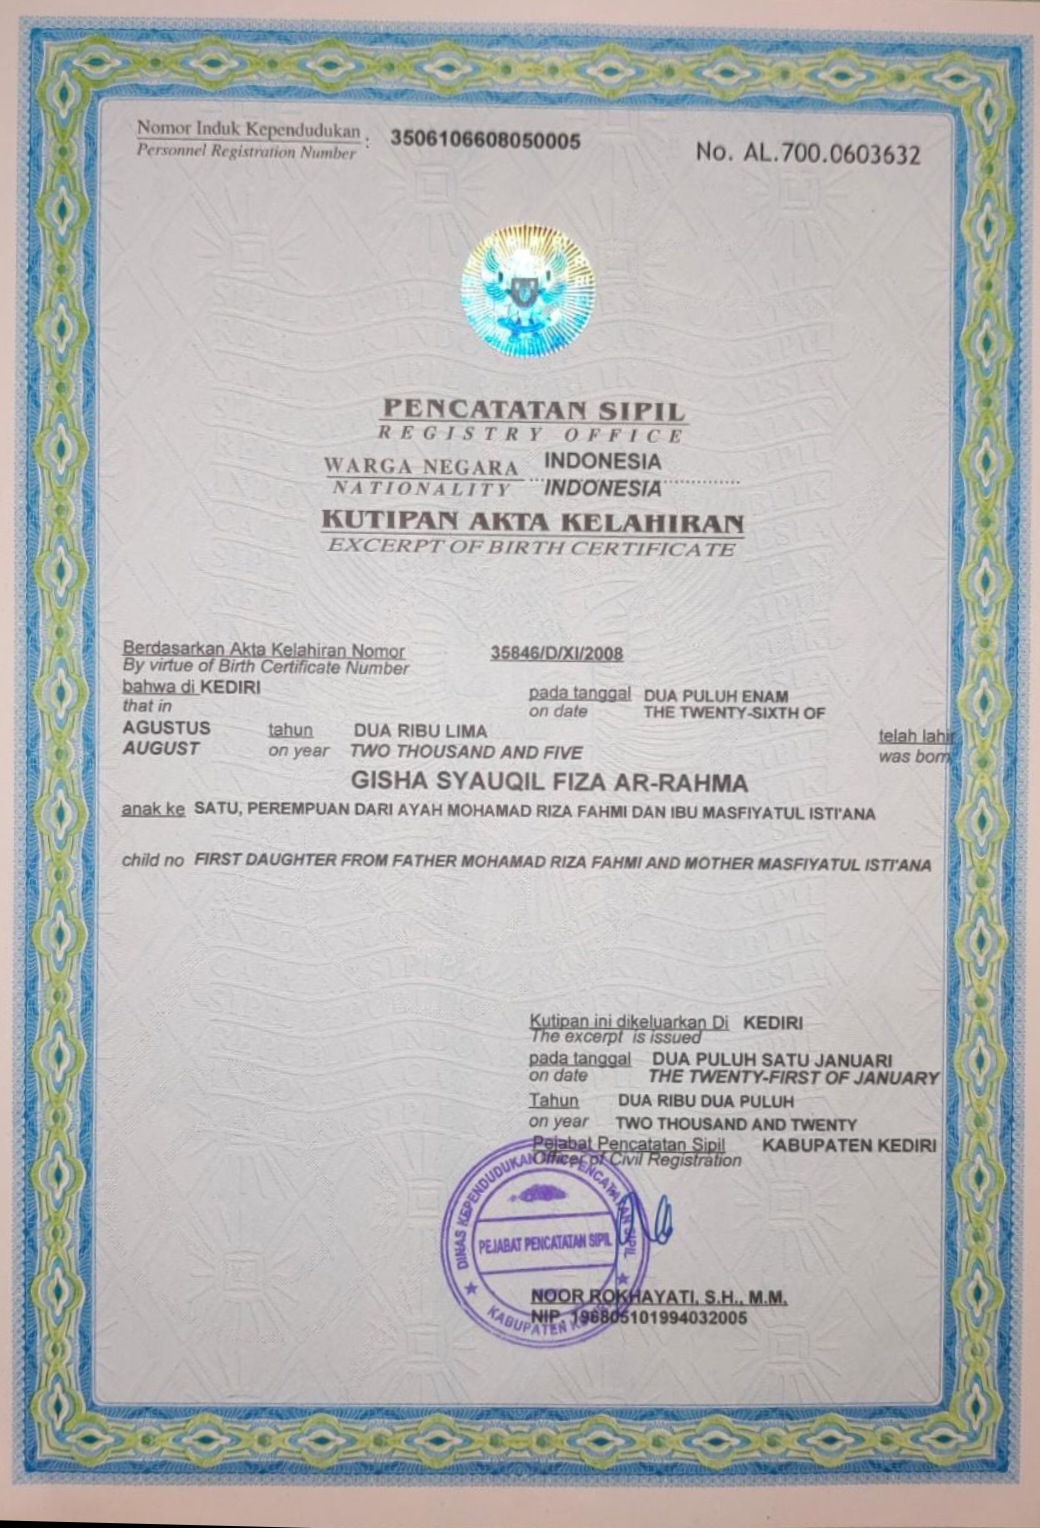 Nomor Induk Kependudukan : 3506106608050005
Personnel Registration Number
No. AL.700.0603632
PENCATATAN SIPIL
REGISTRY OFFICE
WARGA NEGARA INDONESIA
NATIONALITY INDONESIA
KUTIPAN AKTA KELAHIRAN
EXCERPT OF BIRTH CERTIFICATE
Berdasarkan Akta Kelahiran Nomor 35846/D/XI/2008
By virtue of Birth Certificate Number
bahwa di KEDIRI pada tanggal DUA PULUH ENAM
that in on date THE TWENTY-SIXTH OF
AGUSTUS tahun DUA RIBU LIMA telah lahir
AUGUST on year TWO THOUSAND AND FIVE was born
GISHA SYAUQIL FIZA AR-RAHMA
anak ke SATU, PEREMPUAN DARI AYAH MOHAMAD RIZA FAHMI DAN IBU MASFIYATUL ISTI'ANA
child no FIRST DAUGHTER FROM FATHER MOHAMAD RIZA FAHMI AND MOTHER MASFIYATUL ISTI'ANA
Kutipan ini dikeluarkan Di KEDIRI
The excerpt is issued
pada tanggal DUA PULUH SATU JANUARI
on date THE TWENTY-FIRST OF JANUARY
Tahun DUA RIBU DUA PULUH
on year TWO THOUSAND AND TWENTY
Pejabat Pencatatan Sipil KABUPATEN KEDIRI
Officer of Civil Registration
DINAS KEPENDUDUKAN PENCATATAN SIPIL
PEJABAT PENCATATAN SIPIL
KABUPATEN KEDIRI
NOOR ROKHAYATI, S.H., M.M.
NIP. 196805101994032005